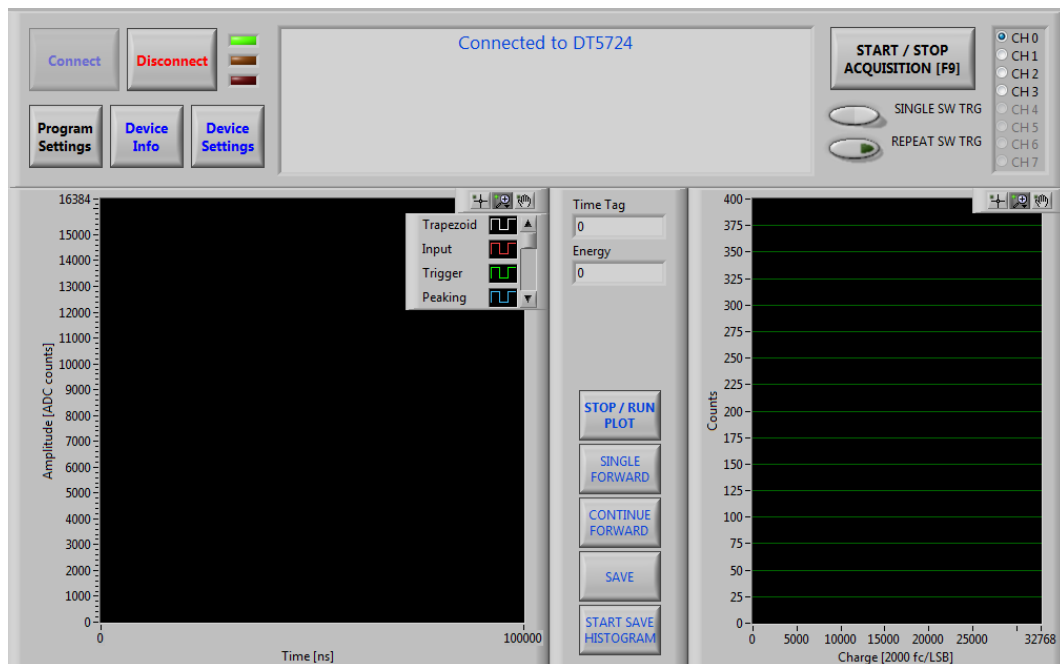 Connect
Disconnect
Connected to DT5724
START / STOP
ACQUISITION [F9]
SINGLE SW TRG
REPEAT SW TRG
CH 0
CH 1
CH 2
CH 3
CH 4
CH 5
CH 6
CH 7
Program
Settings
Device
Info
Device
Settings
16384
15000
14000
13000
12000
11000
10000
9000
8000
7000
6000
5000
4000
3000
2000
1000
0
Amplitude [ADC counts]
0
100000
Time [ns]
Trapezoid
Input
Trigger
Peaking
Time Tag
0
Energy
0
STOP / RUN
PLOT
SINGLE
FORWARD
CONTINUE
FORWARD
SAVE
START SAVE
HISTOGRAM
400
375
350
325
300
275
250
225
200
175
150
125
100
75
50
25
0
Counts
0
5000
10000
15000
20000
25000
32768
Charge [2000 fc/LSB]